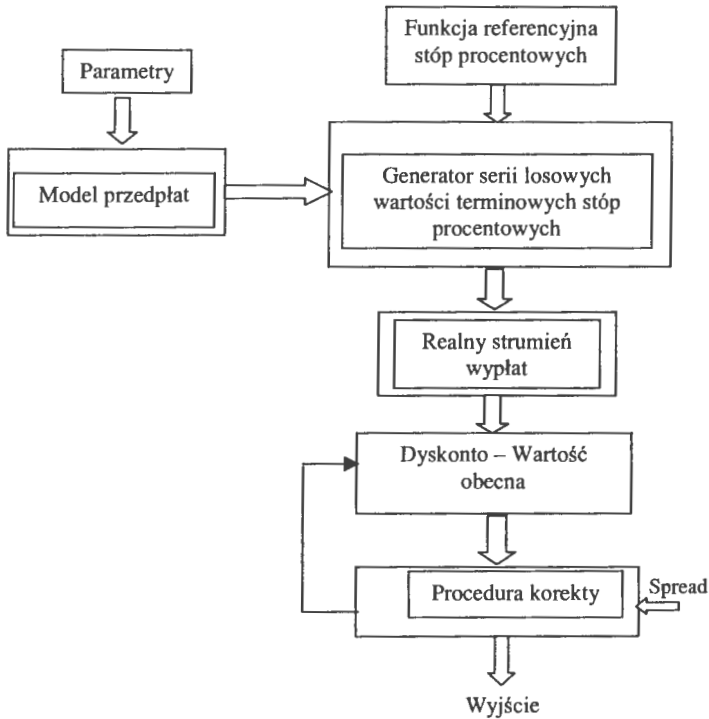 Funkcja referencyjna
stóp procentowych
Parametry
Model przedpłat
Generator serii losowych
wartości terminowych stóp
procentowych
Realny strumień
wypłat
Dyskonto – Wartość
obecna
Procedura korekty
Spread
Wyjście